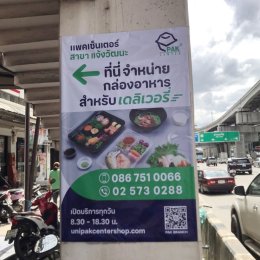 แพคเซ็นเตอร์
สาขา แจ้งวัฒนะ
PAK
CENTER
ที่นี่ จำหน่าย
กล่องอาหาร
สำหรับ เดลิเวอรี่
086 751 0066
02 573 0288
เปิดบริการทุกวัน
8.30 - 18.30 น.
unipakcentershop.com